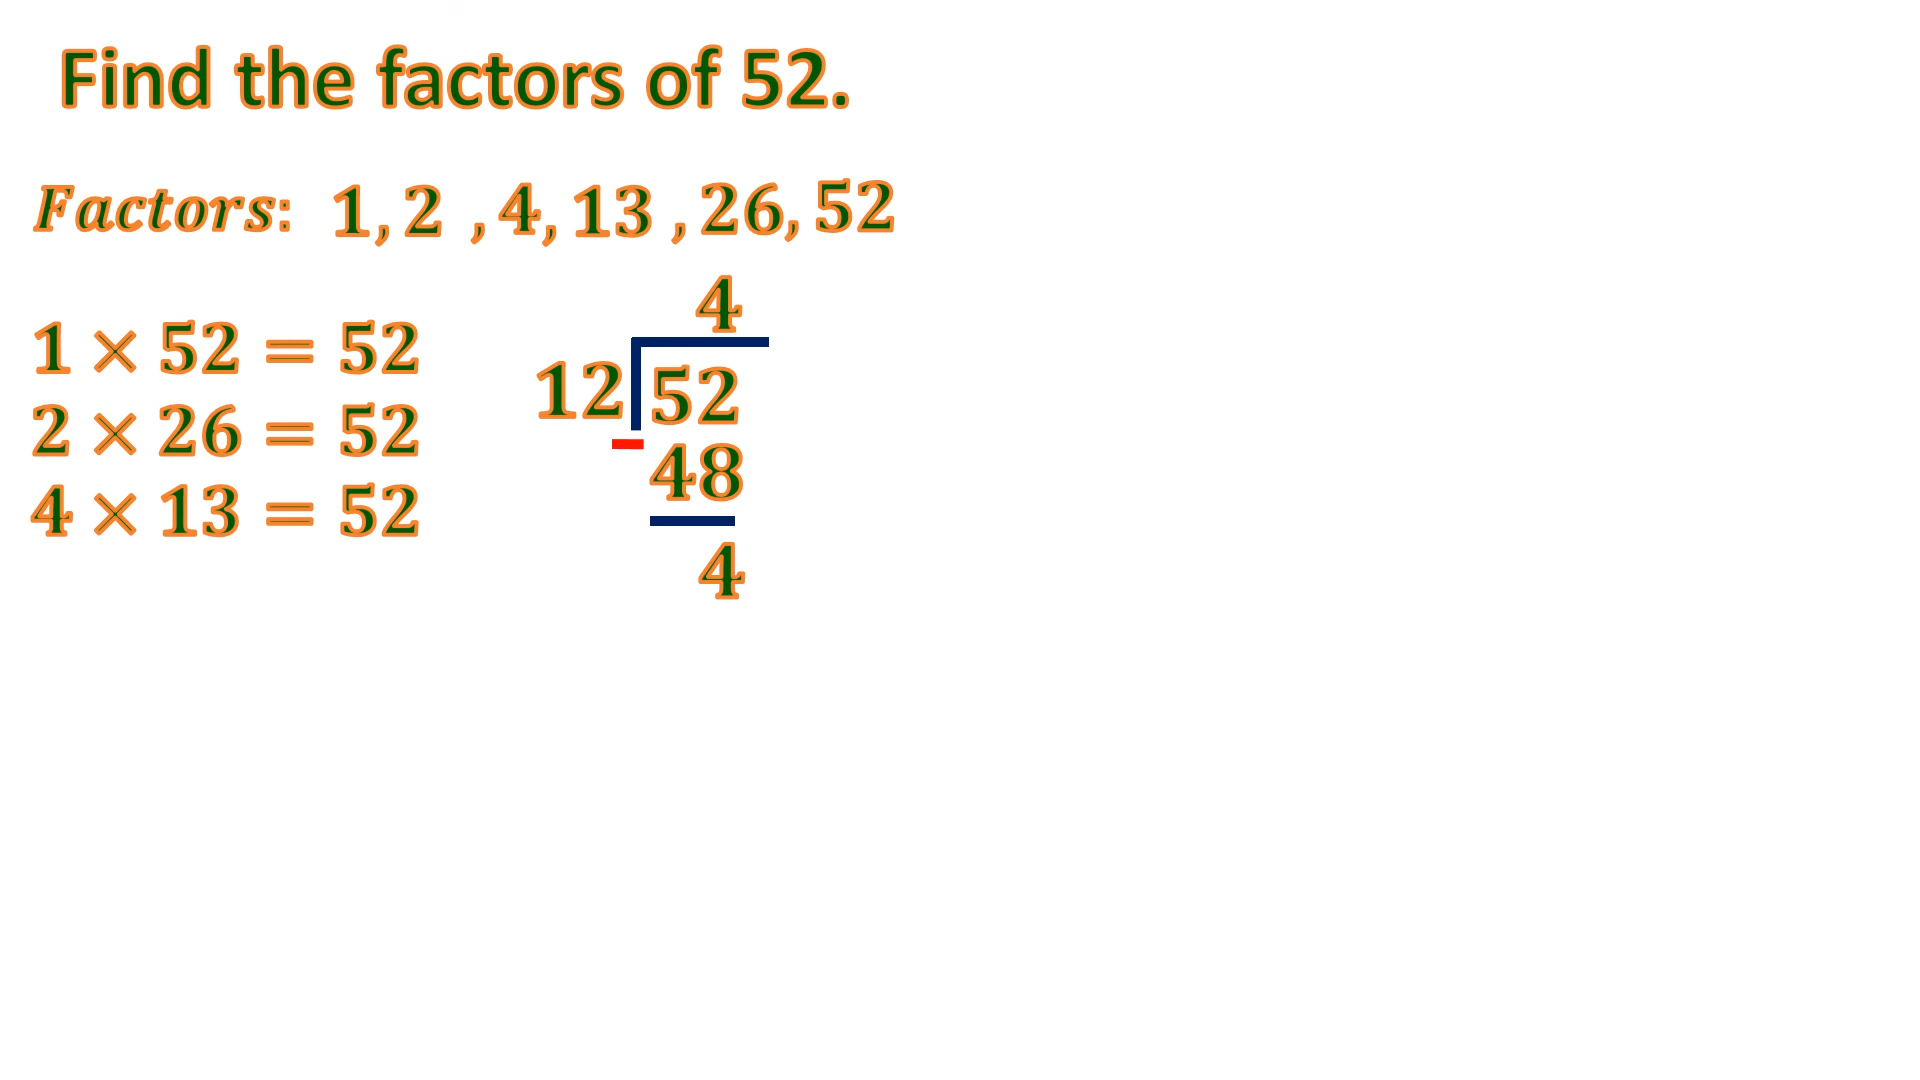 Find the factors of 52.
Factors: 1, 2 , 4, 13 , 26, 52
1 × 52 = 52
2 × 26 = 52
4 × 13 = 52
4
12 52
- 48
4